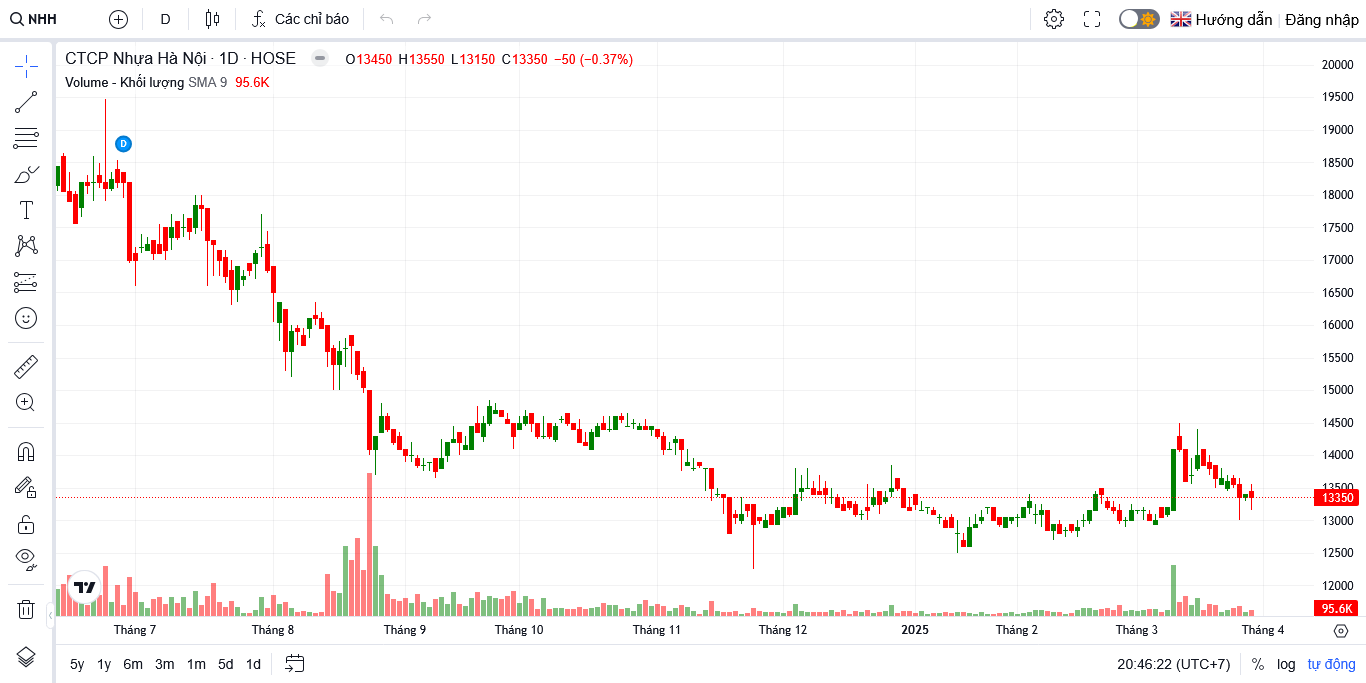 NHH D Các chỉ báo Hướng dẫn Đăng nhập
CTCP Nhựa Hà Nội · 1D · HOSE O13450 H13550 L13150 C13350 −50 (−0.37%)
Volume - Khối lượng SMA 9 95.6K
D
20000
19500
19000
18500
18000
17500
17000
16500
16000
15500
15000
14500
14000
13500
13350
13000
12500
12000
95.6K
Tháng 7 Tháng 8 Tháng 9 Tháng 10 Tháng 11 Tháng 12 2025 Tháng 2 Tháng 3 Tháng 4
5y 1y 6m 3m 1m 5d 1d 20:46:22 (UTC+7) % log tự động